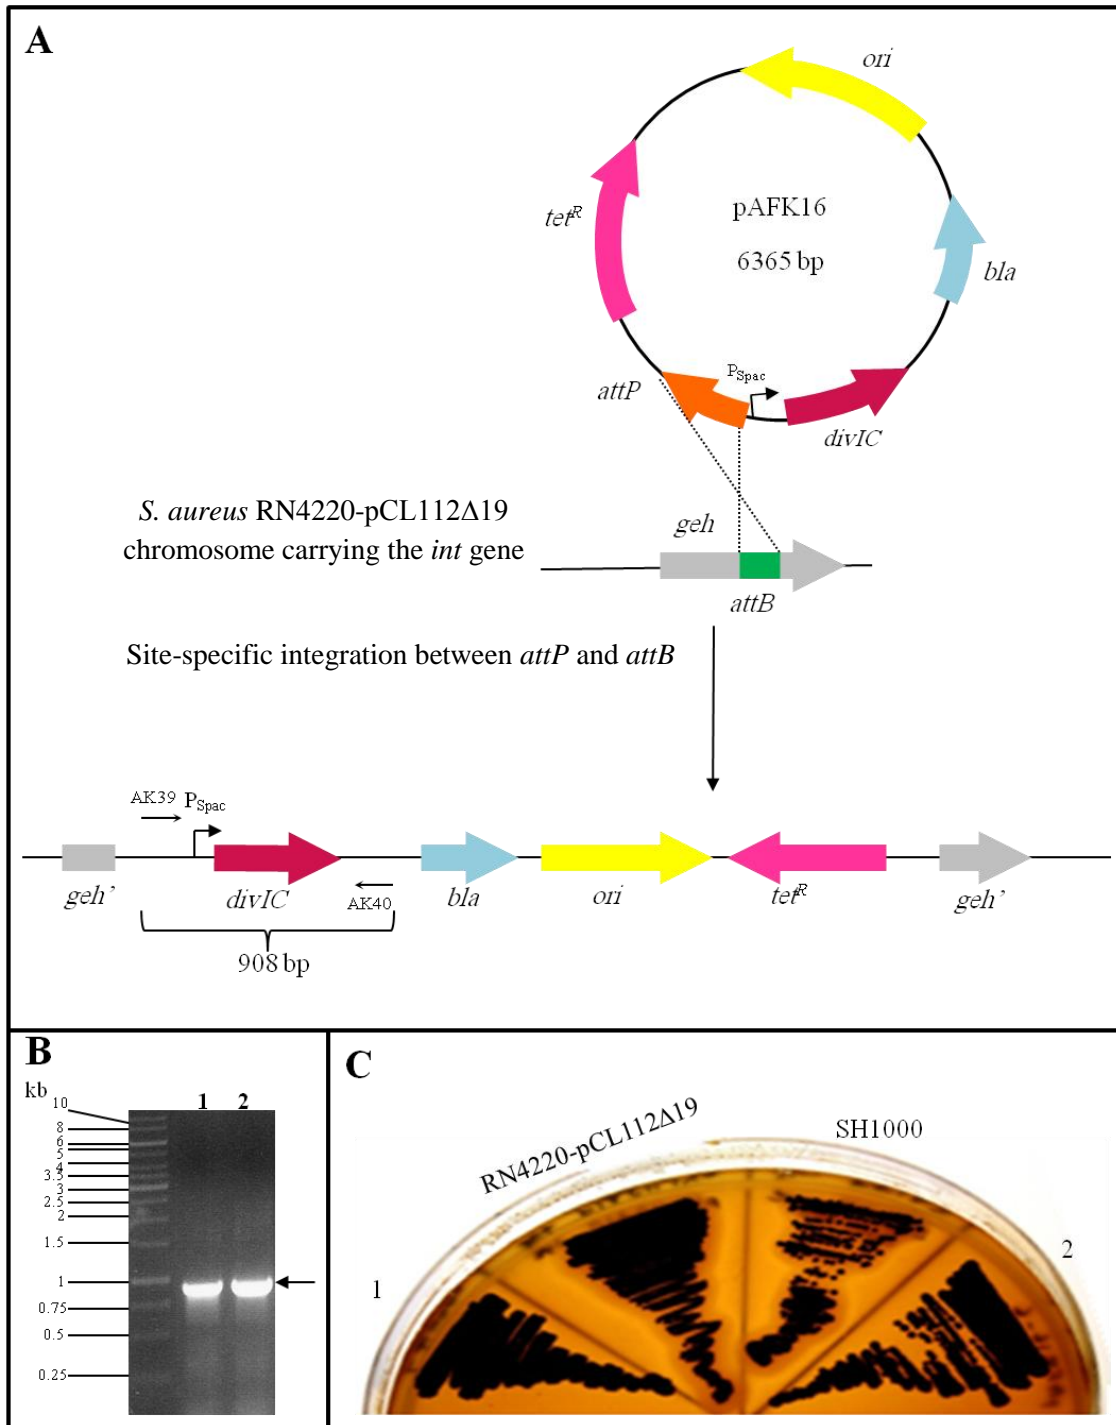 A
ori
tetᴿ
pAFK16
6365 bp
bla
attP
PSpac
divIC
S. aureus RN4220-pCL112Δ19
chromosome carrying the int gene
geh
attB
Site-specific integration between attP and attB
AK39
PSpac
geh’
divIC
AK40
bla
ori
tetᴿ
geh’
908 bp
B
kb
10
8
6
5
4
3.5
3
2.5
2
1.5
1
0.75
0.5
0.25
1
2
C
RN4220-pCL112Δ19
SH1000
1
2